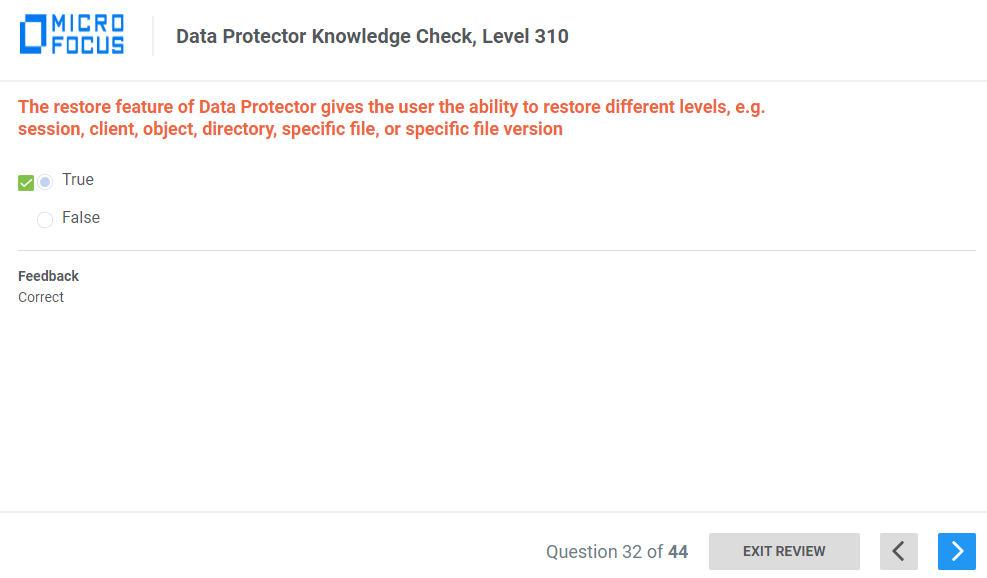 MICRO
FOCUS
Data Protector Knowledge Check, Level 310
The restore feature of Data Protector gives the user the ability to restore different levels, e.g.
session, client, object, directory, specific file, or specific file version
True
False
Feedback
Correct
Question 32 of 44
EXIT REVIEW